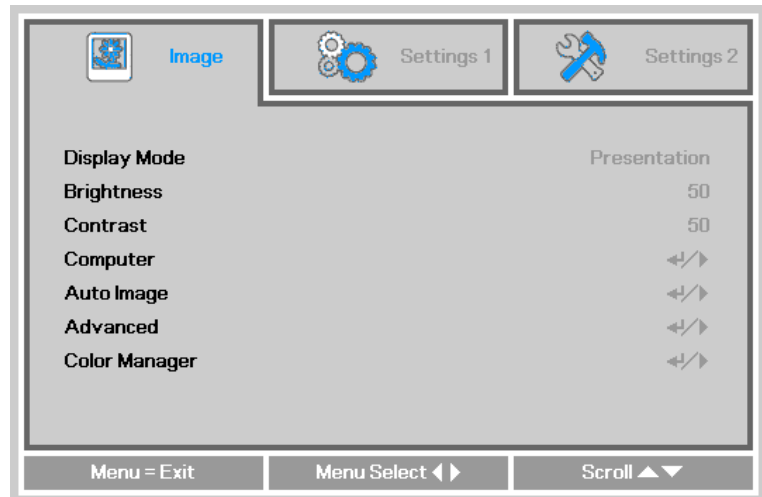 Image Settings 1 Settings 2
Display Mode Presentation
Brightness 50
Contrast 50
Computer ↵/▶
Auto Image ↵/▶
Advanced ↵/▶
Color Manager ↵/▶
Menu = Exit Menu Select ◀▶ Scroll ▲▼